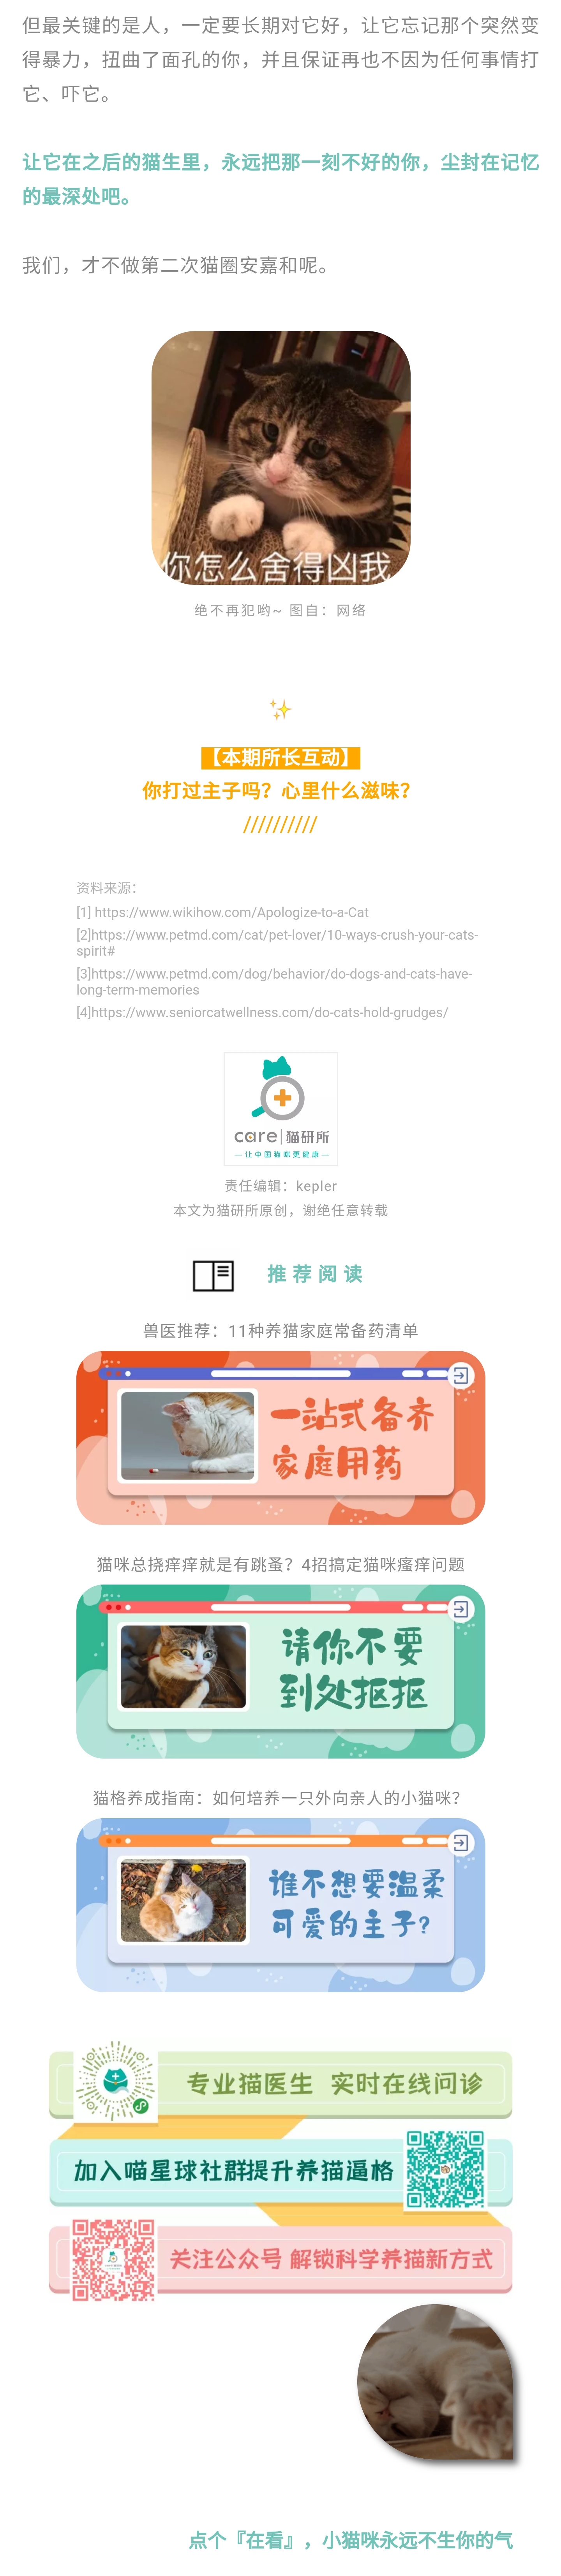 但最关键的是人，一定要长期对它好，让它忘记那个突然变
得暴力，扭曲了面孔的你，并且保证再也不因为任何事情打
它、吓它。
让它在之后的猫生里，永远把那一刻不好的你，尘封在记忆
的最深处吧。
我们，才不做第二次猫圈安嘉和呢。
你怎么舍得凶我
绝不再犯哟~ 图自：网络
【本期所长互动】
你打过主子吗？心里什么滋味？
//////////
资料来源：
[1] https://www.wikihow.com/Apologize-to-a-Cat
[2]https://www.petmd.com/cat/pet-lover/10-ways-crush-your-cats-
spirit#
[3]https://www.petmd.com/dog/behavior/do-dogs-and-cats-have-
long-term-memories
[4]https://www.seniorcatwellness.com/do-cats-hold-grudges/
care|猫研所
—让中国猫咪更健康—
责任编辑：kepler
本文为猫研所原创，谢绝任意转载
推荐阅读
兽医推荐：11种养猫家庭常备药清单
一站式备齐
家庭用药
猫咪总挠痒痒就是有跳蚤？4招搞定猫咪瘙痒问题
请你不要
到处抠抠
猫格养成指南：如何培养一只外向亲人的小猫咪？
谁不想要温柔
可爱的主子？
专业猫医生 实时在线问诊
加入喵星球社群提升养猫逼格
关注公众号 解锁科学养猫新方式
点个『在看』，小猫咪永远不生你的气